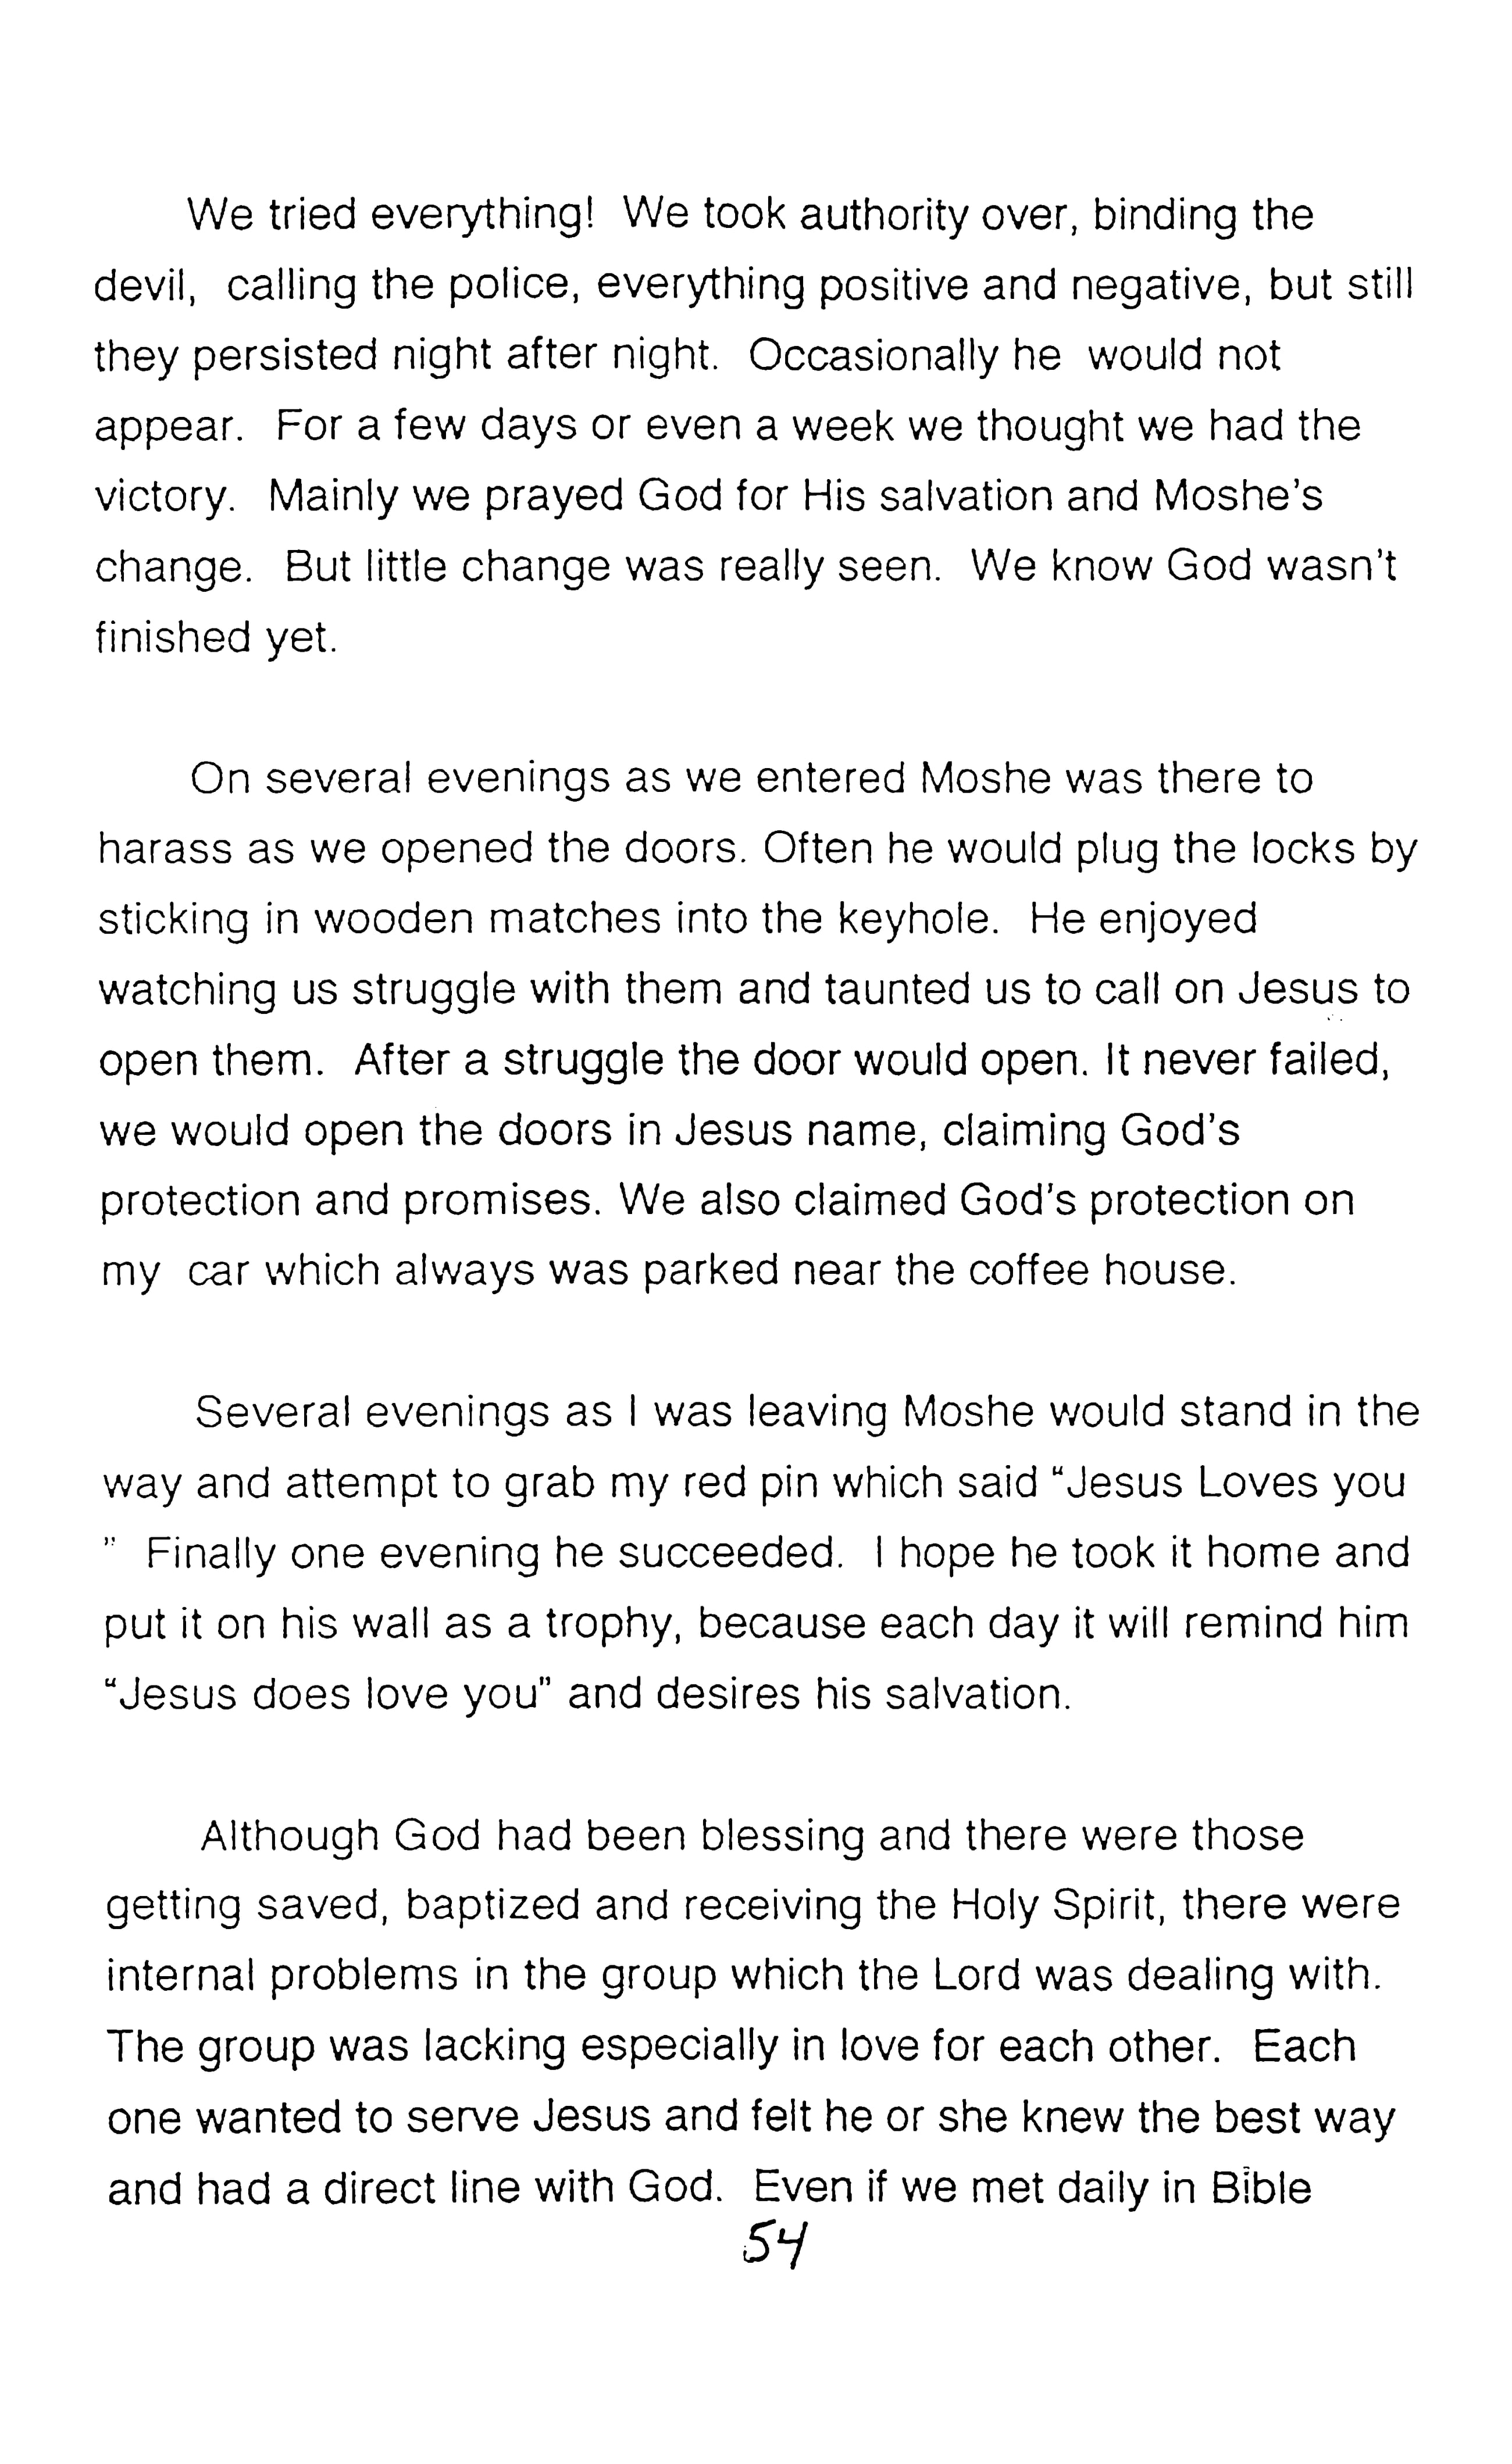 We tried everything! We took authority over, binding the
devil, calling the police, everything positive and negative, but still
they persisted night after night. Occasionally he would not
appear. For a few days or even a week we thought we had the
victory. Mainly we prayed God for His salvation and Moshe's
change. But little change was really seen. We know God wasn't
finished yet.
On several evenings as we entered Moshe was there to
harass as we opened the doors. Often he would plug the locks by
sticking in wooden matches into the keyhole. He enjoyed
watching us struggle with them and taunted us to call on Jesus to
open them. After a struggle the door would open. It never failed,
we would open the doors in Jesus name, claiming God's
protection and promises. We also claimed God's protection on
my car which always was parked near the coffee house.
Several evenings as I was leaving Moshe would stand in the
way and attempt to grab my red pin which said "Jesus Loves you
" Finally one evening he succeeded. I hope he took it home and
put it on his wall as a trophy, because each day it will remind him
"Jesus does love you" and desires his salvation.
Although God had been blessing and there were those
getting saved, baptized and receiving the Holy Spirit, there were
internal problems in the group which the Lord was dealing with.
The group was lacking especially in love for each other. Each
one wanted to serve Jesus and felt he or she knew the best way
and had a direct line with God. Even if we met daily in Bible
54